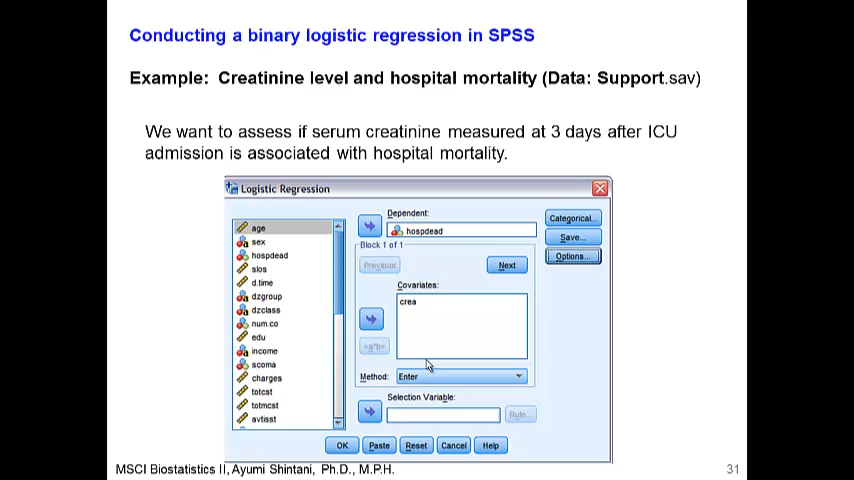 Conducting a binary logistic regression in SPSS
Example: Creatinine level and hospital mortality (Data: Support.sav)
We want to assess if serum creatinine measured at 3 days after ICU
admission is associated with hospital mortality.
Logistic Regression
age
sex
hospdead
slos
d.time
dzgroup
dzclass
num.co
edu
income
scoma
charges
totcst
totmcst
avtisst
Dependent:
hospdead
Block 1 of 1
Previous
Next
Covariates:
crea
>a*b>
Method:
Enter
Selection Variable:
Rule...
Categorical...
Save...
Options...
OK
Paste
Reset
Cancel
Help
MSCI Biostatistics II, Ayumi Shintani, Ph.D., M.P.H.
31